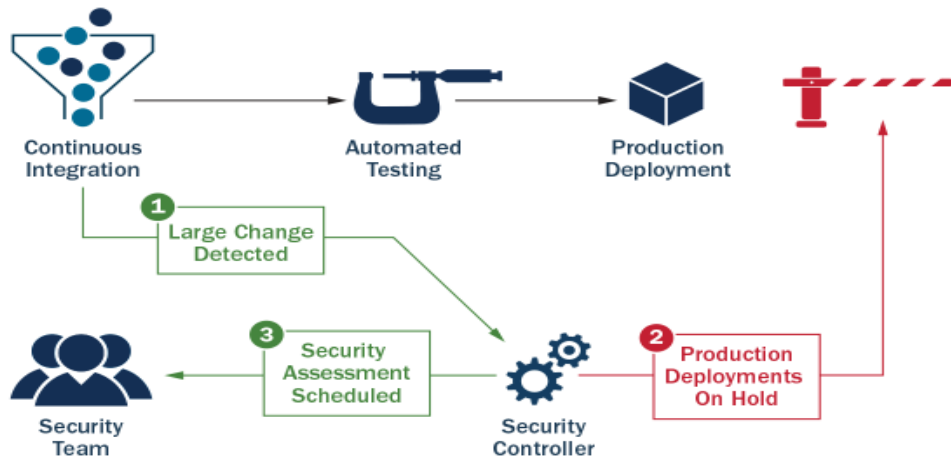 Continuous
Integration
Automated
Testing
Production
Deployment
1
Large Change
Detected
3
Security
Assessment
Scheduled
2
Production
Deployments
On Hold
Security
Team
Security
Controller